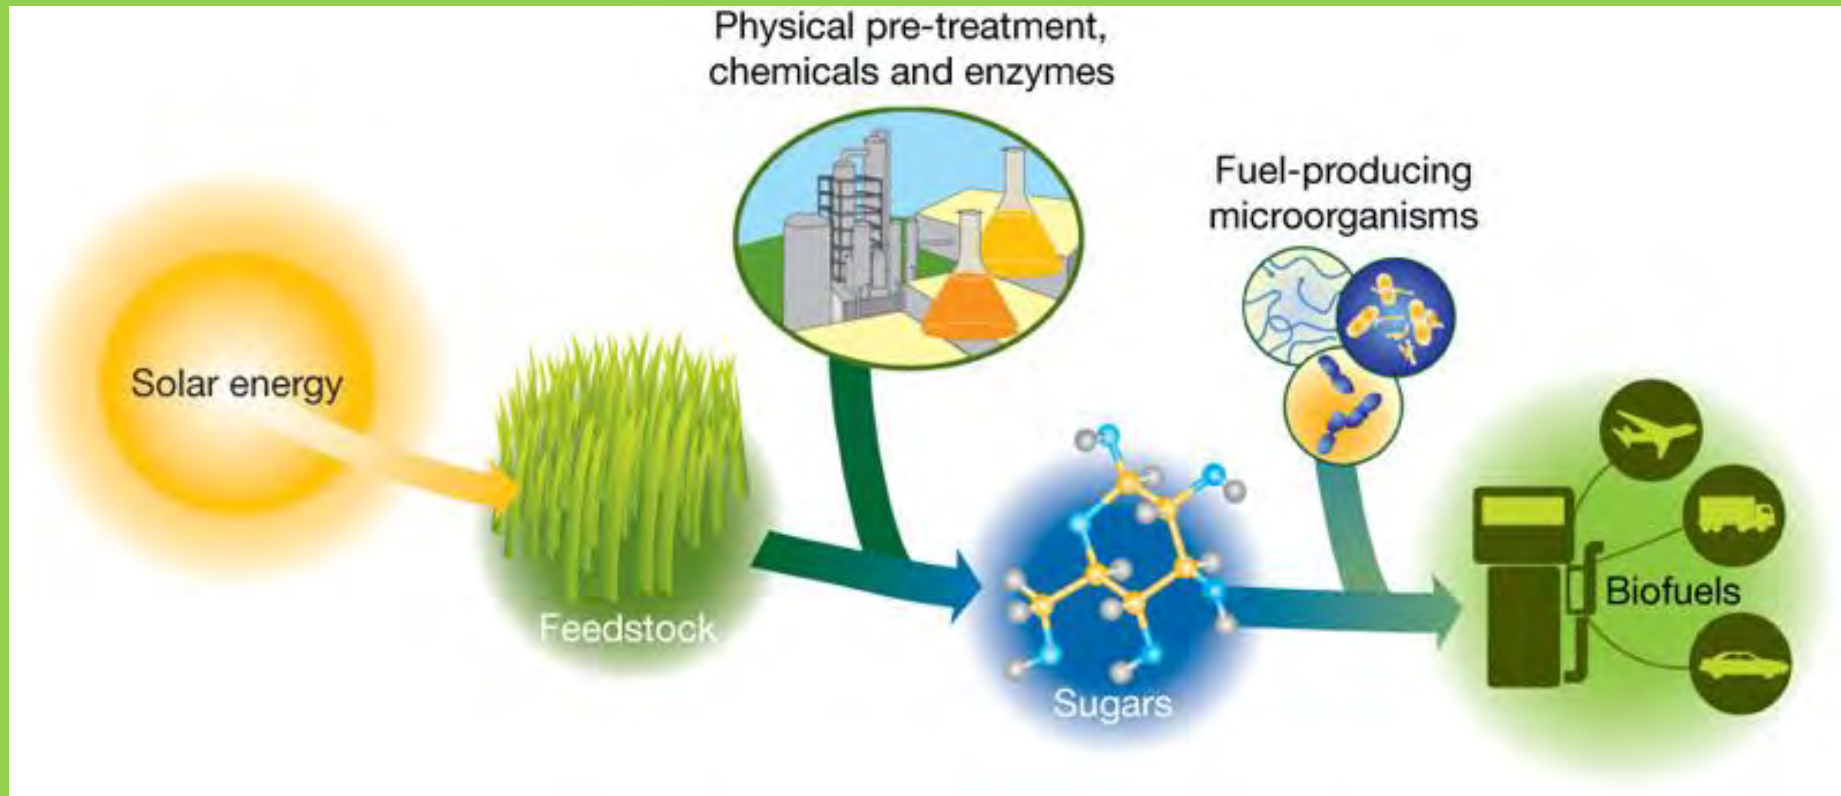 Physical pre-treatment,
chemicals and enzymes
Fuel-producing
microorganisms
Solar energy
Feedstock
Sugars
Biofuels